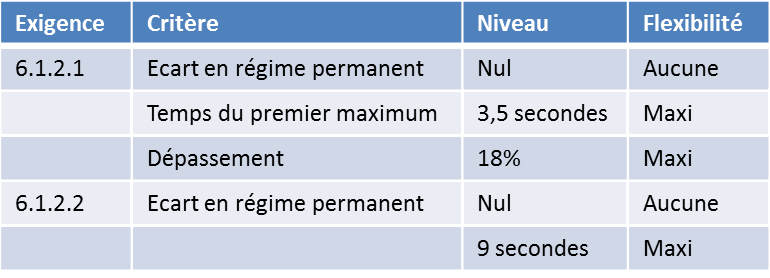 Exigence Critère Niveau Flexibilité
6.1.2.1 Ecart en régime permanent Nul Aucune
Temps du premier maximum 3,5 secondes Maxi
Dépassement 18% Maxi
6.1.2.2 Ecart en régime permanent Nul Aucune
9 secondes Maxi